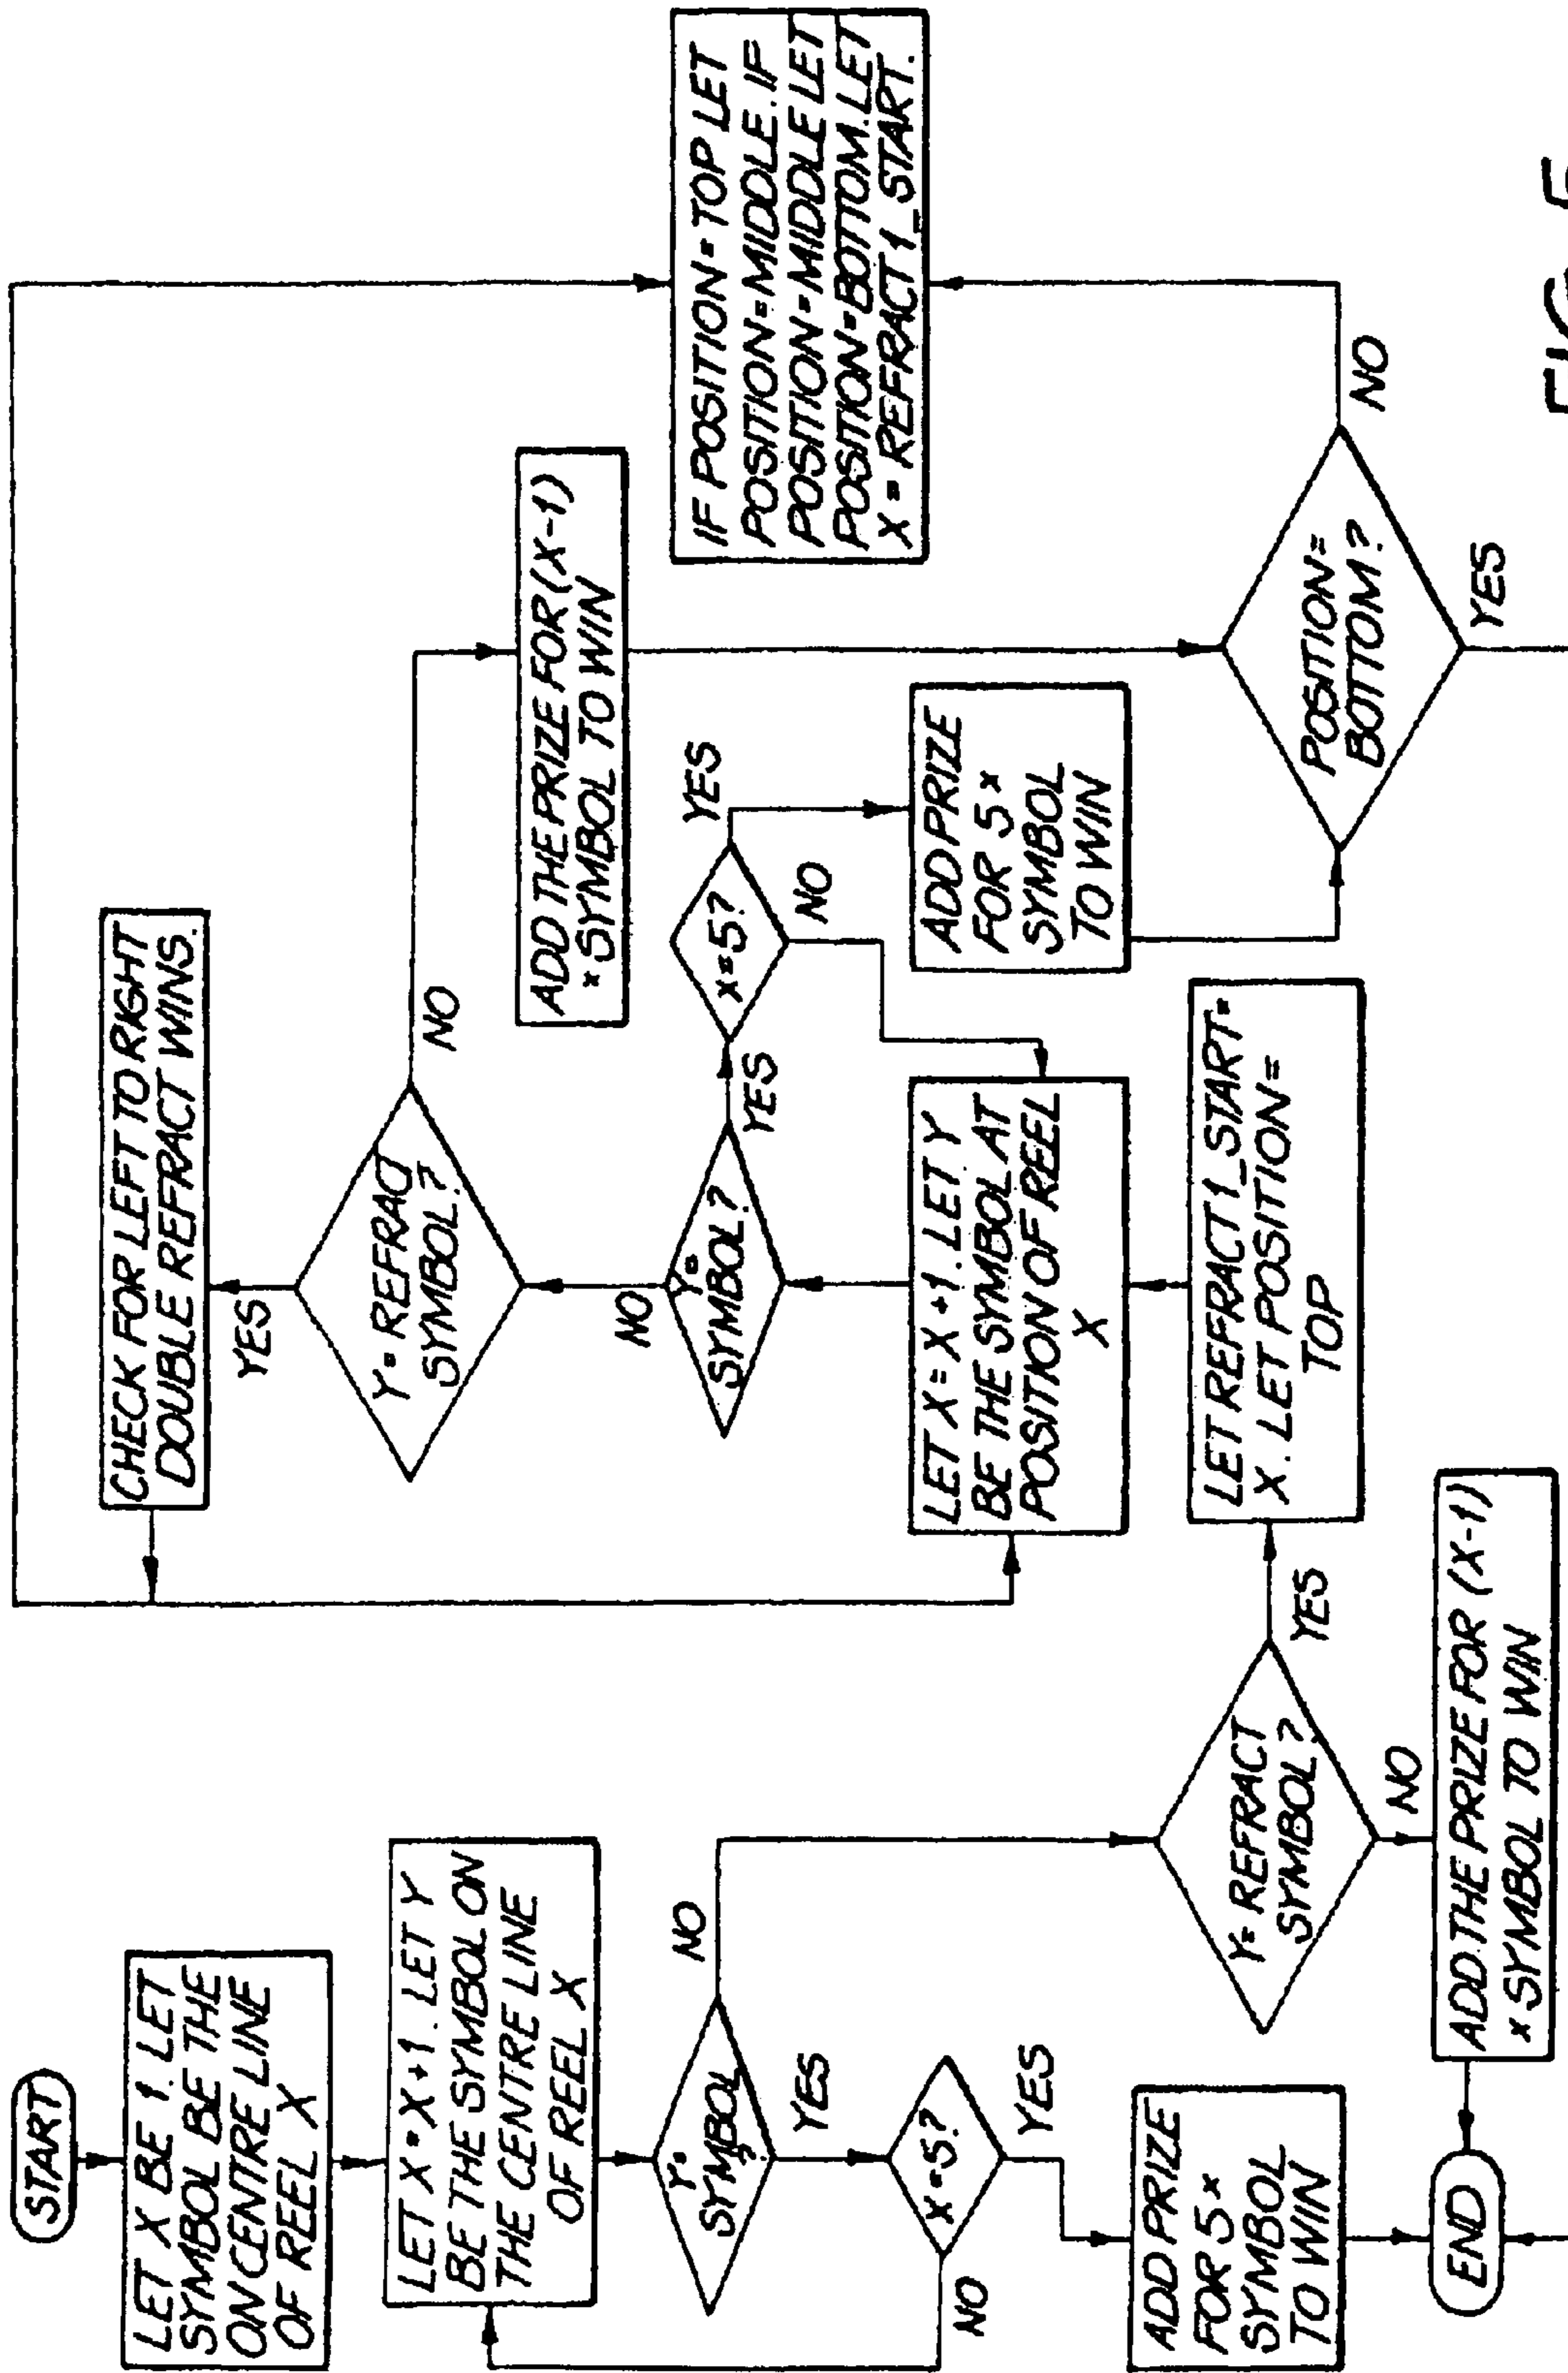 START
LET X BE 1. LET
SYMBOL BE THE
ON CENTRE LINE
OF REEL X
LET X = X+1. LET Y
BE THE SYMBOL ON
THE CENTRE LINE
OF REEL X
Y=
SYMBOL
?
NO
YES
X=5?
NO
YES
ADD PRIZE
FOR 5×
SYMBOL
TO WIN
END
Y= REFRACT
SYMBOL?
YES
NO
ADD THE PRIZE FOR (X-1)
× SYMBOL TO WIN
LET REFRACT 1_START=
X. LET POSITION=
TOP
LET X = X+1. LET Y
BE THE SYMBOL AT
POSITION OF REEL
X
Y=
SYMBOL?
NO
YES
Y= REFRACT
SYMBOL?
YES
NO
CHECK FOR LEFT TO RIGHT
DOUBLE REFRACT WINS.
X=5?
YES
NO
ADD PRIZE
FOR 5×
SYMBOL
TO WIN
ADD THE PRIZE FOR (X-1)
× SYMBOL TO WIN
POSITION=
BOTTOM?
NO
YES
IF POSITION=TOP LET
POSITION=MIDDLE. IF
POSITION=MIDDLE LET
POSITION=BOTTOM. LET
X = REFRACT 1_START.